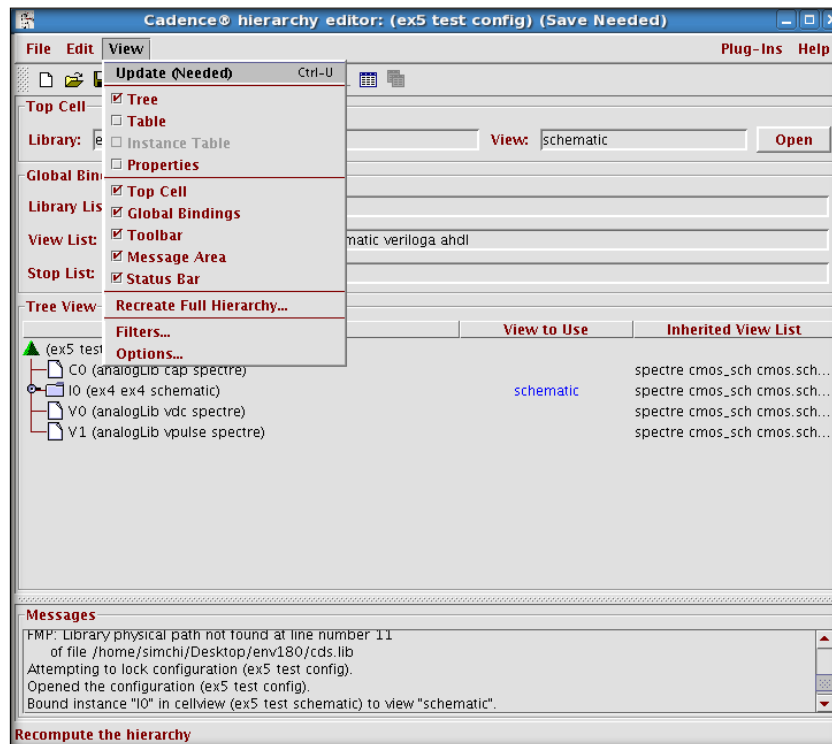 Cadence® hierarchy editor: (ex5 test config) (Save Needed)
File Edit View Plug-Ins Help
Update (Needed) Ctrl-U
Tree
Table
Instance Table
Properties
Top Cell
Global Bindings
Toolbar
Message Area
Status Bar
Recreate Full Hierarchy...
Filters...
Options...
Top Cell
Library: e View: schematic Open
Global Bin
Library Lis
View List: matic veriloga ahdl
Stop List:
Tree View
View to Use Inherited View List
(ex5 test
C0 (analogLib cap spectre) spectre cmos_sch cmos.sch...
I0 (ex4 ex4 schematic) schematic spectre cmos_sch cmos.sch...
V0 (analogLib vdc spectre) spectre cmos_sch cmos.sch...
V1 (analogLib vpulse spectre) spectre cmos_sch cmos.sch...
Messages
FMP: Library physical path not found at line number 11
of file /home/simchi/Desktop/env180/cds.lib
Attempting to lock configuration (ex5 test config).
Opened the configuration (ex5 test config).
Bound instance "I0" in cellview (ex5 test schematic) to view "schematic".
Recompute the hierarchy